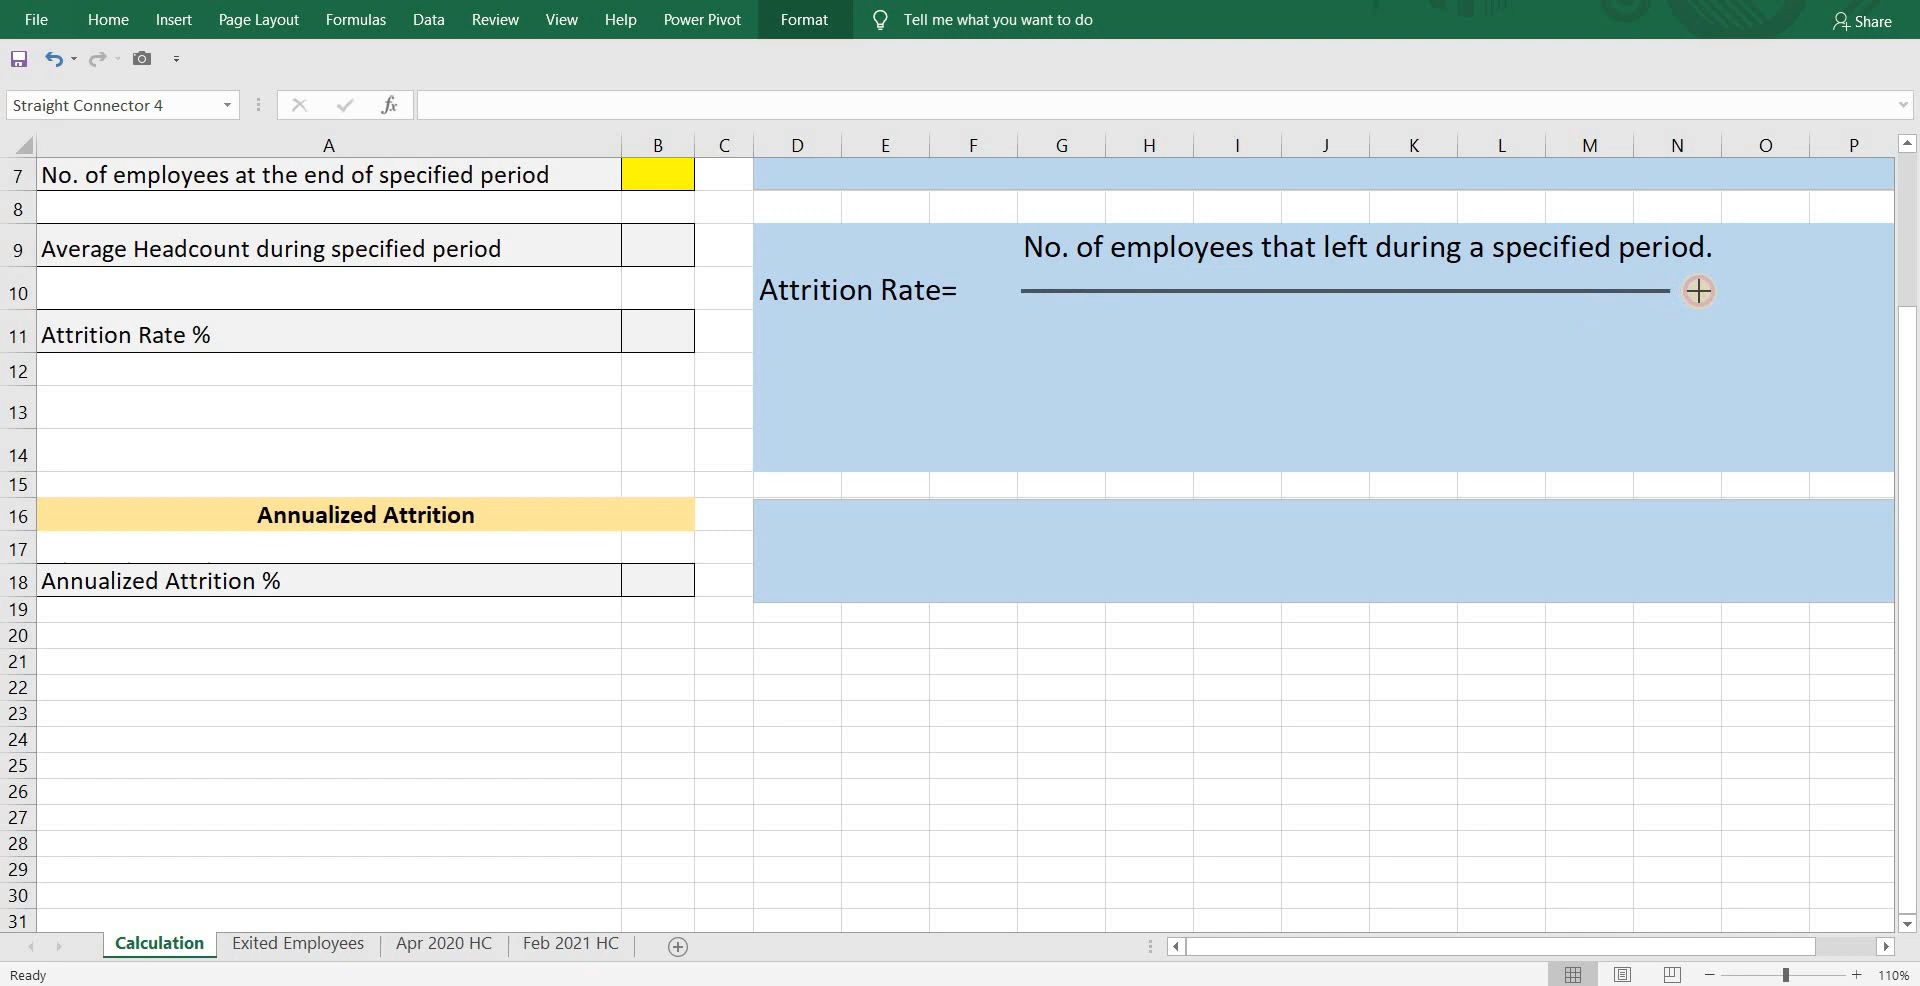 File Home Insert Page Layout Formulas Data Review View Help Power Pivot Format Tell me what you want to do Share
Straight Connector 4 fx
A B C D E F G H I J K L M N O P
7 No. of employees at the end of specified period
8
9 Average Headcount during specified period No. of employees that left during a specified period.
10 Attrition Rate=
11 Attrition Rate %
12
13
14
15
16 Annualized Attrition
17
18 Annualized Attrition %
19
20
21
22
23
24
25
26
27
28
29
30
31
Calculation Exited Employees Apr 2020 HC Feb 2021 HC
Ready 110%